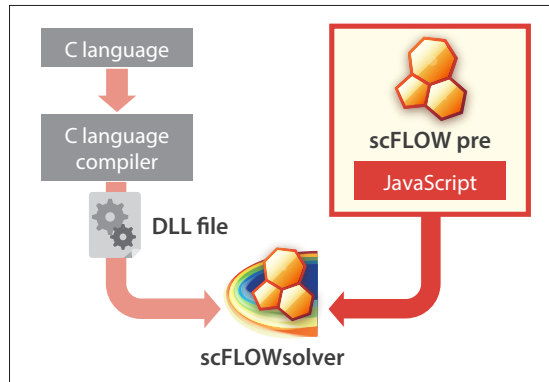 C language
C language
compiler
DLL file
scFLOW pre
JavaScript
scFLOWsolver